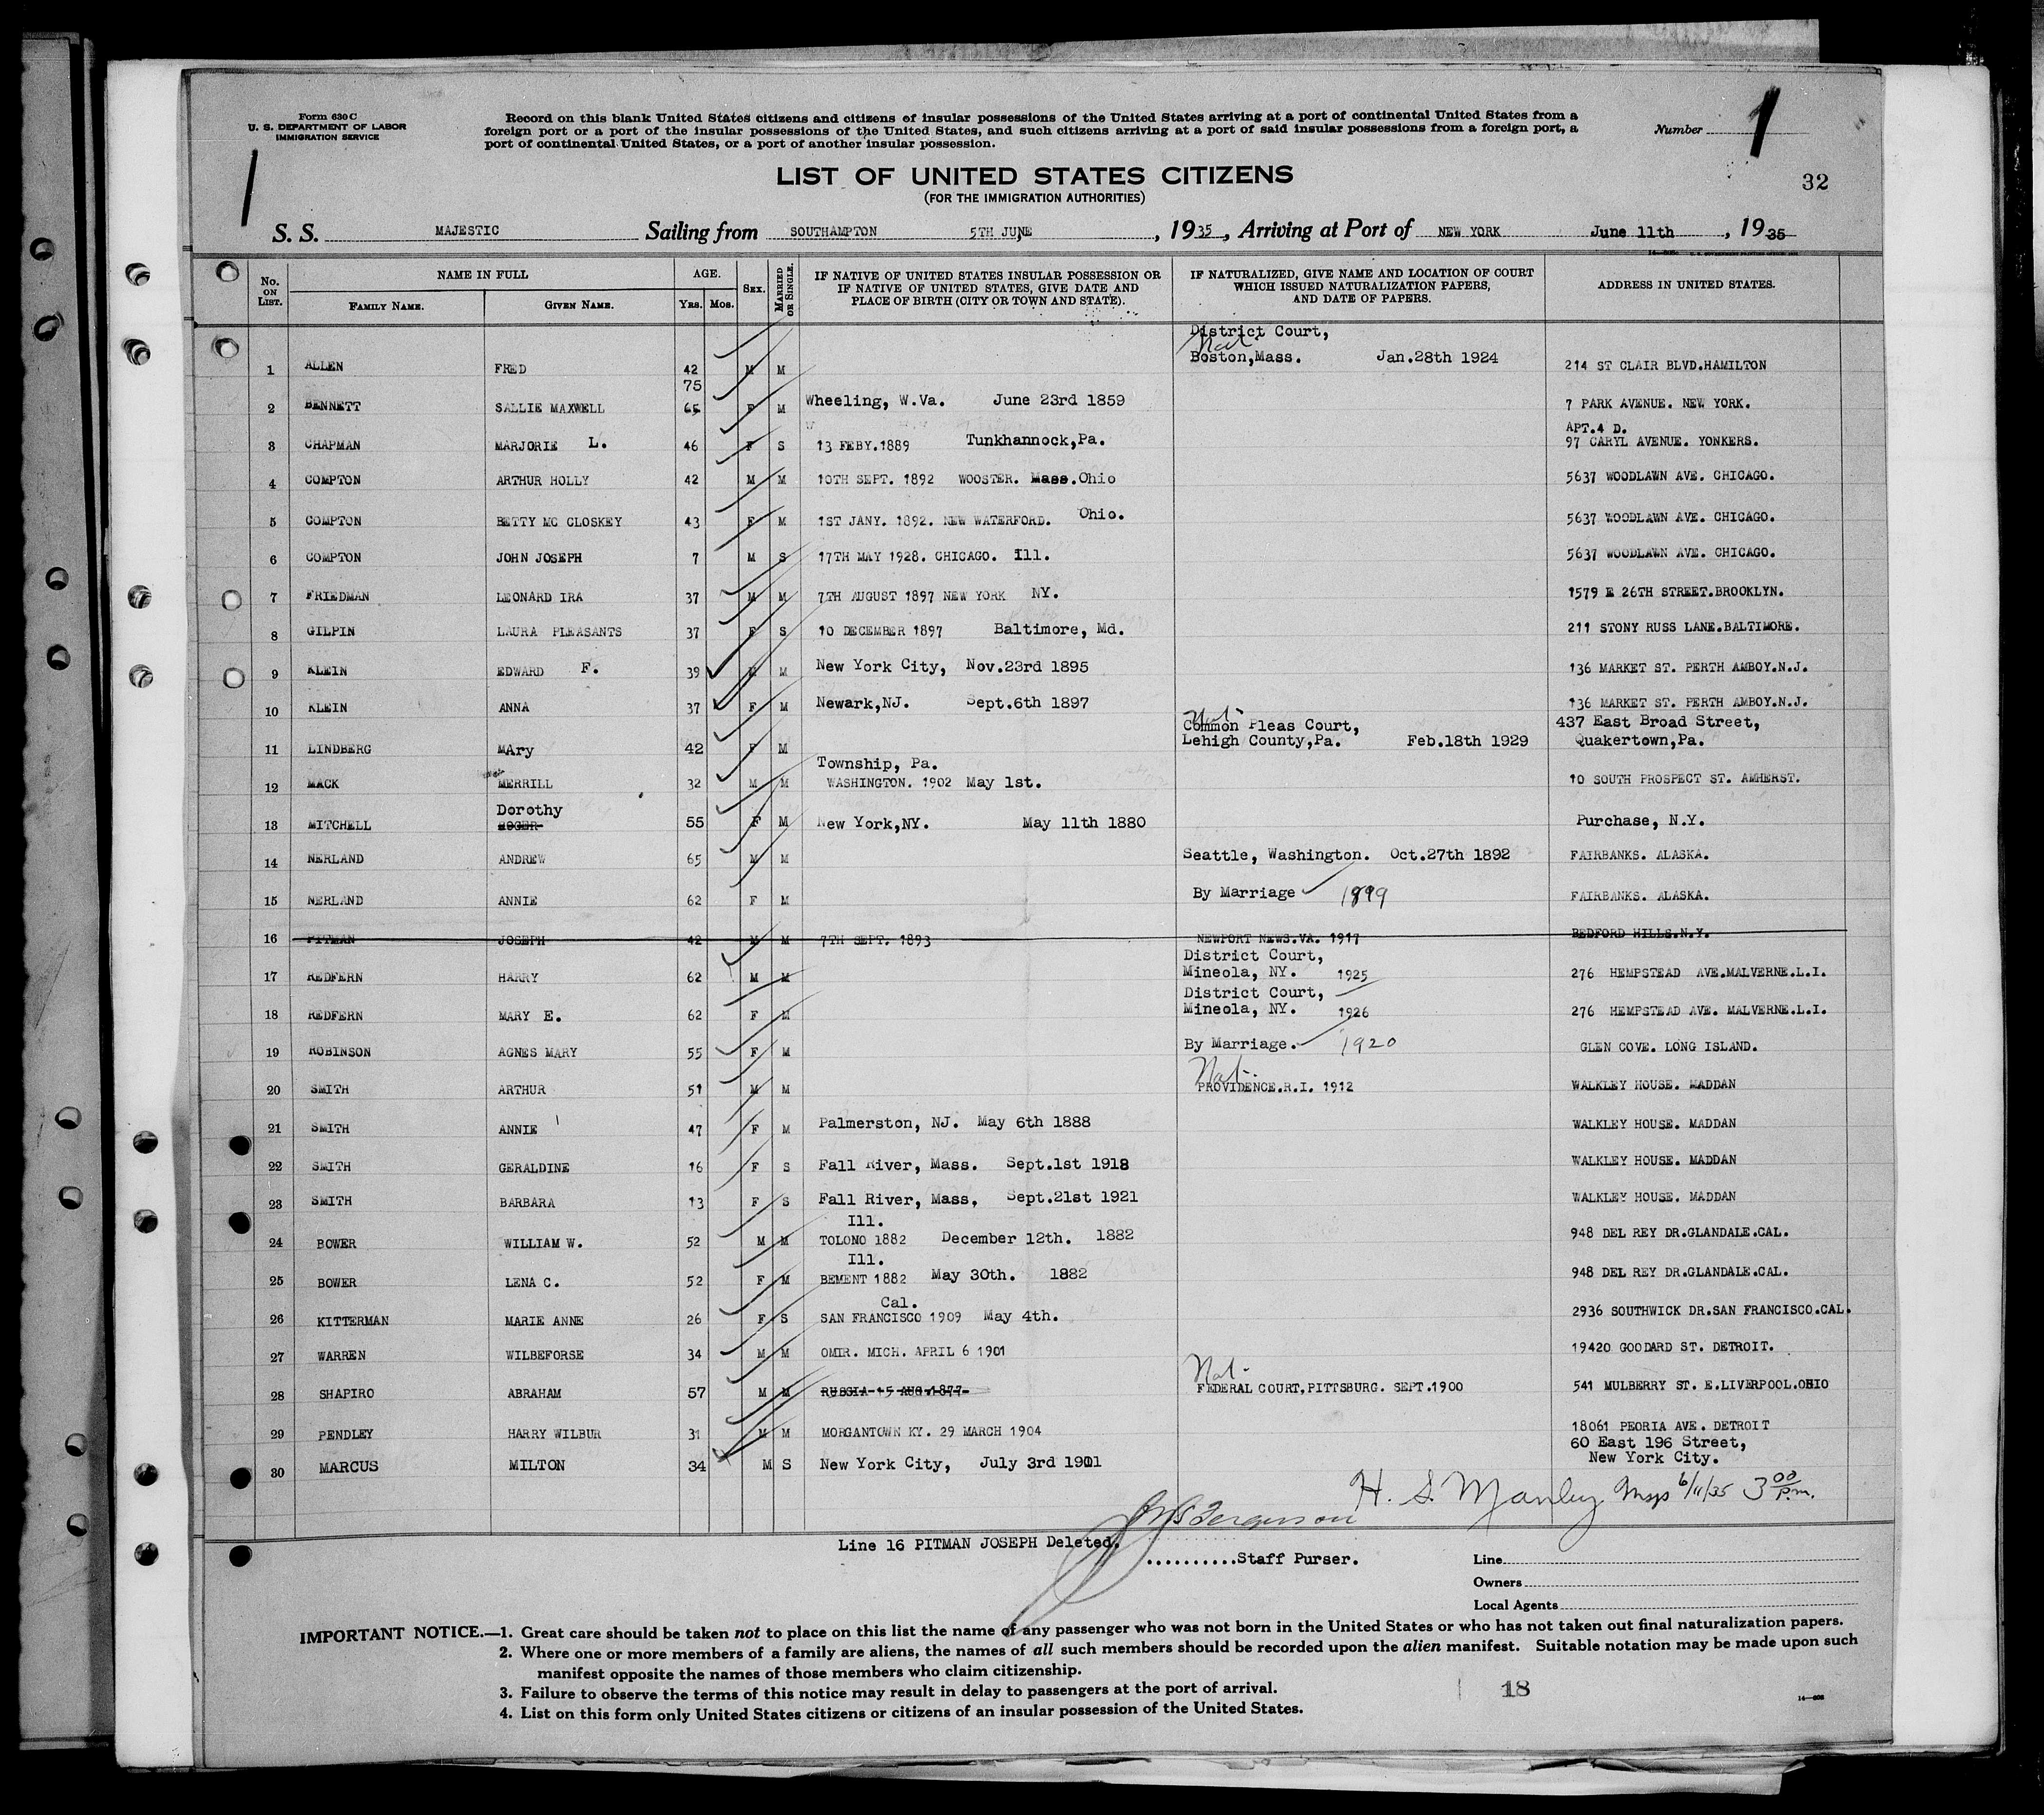 Form 630 C
U. S. DEPARTMENT OF LABOR
IMMIGRATION SERVICE
Record on this blank United States citizens and citizens of insular possessions of the United States arriving at a port of continental United States from a
foreign port or a port of the insular possessions of the United States, and such citizens arriving at a port of said insular possessions from a foreign port, a
port of continental United States, or a port of another insular possession.
Number 1
32
LIST OF UNITED STATES CITIZENS
(FOR THE IMMIGRATION AUTHORITIES)
S. S. MAJESTIC Sailing from SOUTHAMPTON 5TH JUNE, 1935, Arriving at Port of NEW YORK June 11th, 1935
No. ON LIST. NAME IN FULL AGE. SEX. MARRIED OR SINGLE. IF NATIVE OF UNITED STATES INSULAR POSSESSION OR IF NATIVE OF UNITED STATES, GIVE DATE AND PLACE OF BIRTH (CITY OR TOWN AND STATE). IF NATURALIZED, GIVE NAME AND LOCATION OF COURT WHICH ISSUED NATURALIZATION PAPERS, AND DATE OF PAPERS. ADDRESS IN UNITED STATES.
FAMILY NAME. GIVEN NAME. YRS. MOS.
District Court,
Nat
1 ALLEN FRED 42 M M Boston,Mass. Jan.28th 1924 214 ST CLAIR BLVD.HAMILTON
75
2 BENNETT SALLIE MAXWELL 65 F M Wheeling, W.Va. June 23rd 1859 7 PARK AVENUE. NEW YORK.
APT.4 D.
3 CHAPMAN MARJORIE L. 46 F S 13 FEBY.1889 Tunkhannock,Pa. 97 CARYL AVENUE. YONKERS.
4 COMPTON ARTHUR HOLLY 42 M M 10TH SEPT. 1892 WOOSTER. Mass.Ohio 5637 WOODLAWN AVE. CHICAGO.
5 COMPTON BETTY MC CLOSKEY 43 F M 1ST JANY. 1892. NEW WATERFORD. Ohio. 5637 WOODLAWN AVE. CHICAGO.
6 COMPTON JOHN JOSEPH 7 M S 17TH MAY 1928. CHICAGO. Ill. 5637 WOODLAWN AVE. CHICAGO.
7 FRIEDMAN LEONARD IRA 37 M M 7TH AUGUST 1897 NEW YORK NY. 1579 E 26TH STREET.BROOKLYN.
8 GILPIN LAURA PLEASANTS 37 F S 10 DECEMBER 1897 Baltimore, Md. 211 STONY RUSS LANE.BALTIMORE.
9 KLEIN EDWARD F. 39 M M New York City, Nov.23rd 1895 136 MARKET ST. PERTH AMBOY.N.J.
10 KLEIN ANNA 37 F M Newark,NJ. Sept.6th 1897 136 MARKET ST. PERTH AMBOY.N.J.
Nat-
Common Pleas Court, 437 East Broad Street,
11 LINDBERG MAry 42 F M Lehigh County,Pa. Feb.18th 1929 Quakertown,Pa.
Township, Pa.
12 MACK MERRILL 32 M M WASHINGTON. 1902 May 1st. 10 SOUTH PROSPECT ST. AMHERST.
Dorothy
13 MITCHELL ROGER 55 F M New York,NY. May 11th 1880 Purchase, N.Y.
14 NERLAND ANDREW 65 M M Seattle, Washington. Oct.27th 1892 FAIRBANKS. ALASKA.
15 NERLAND ANNIE 62 F M By Marriage 1899 FAIRBANKS. ALASKA.
16 PITMAN JOSEPH 42 M M 7TH SEPT. 1893 NEWPORT NEWS.VA. 1917 BEDFORD HILLS.N.Y.
District Court,
17 REDFERN HARRY 62 M M Mineola, NY. 1925 276 HEMPSTEAD AVE.MALVERNE.L.I.
District Court,
18 REDFERN MARY E. 62 F M Mineola, NY. 1926 276 HEMPSTEAD AVE. MALVERNE.L.I.
19 ROBINSON AGNES MARY 55 F M By Marriage. 1920 GLEN COVE. LONG ISLAND.
Nat-
20 SMITH ARTHUR 51 M M PROVIDENCE.R.I. 1912 WALKLEY HOUSE. MADDAN
21 SMITH ANNIE 47 F M Palmerston, NJ. May 6th 1888 WALKLEY HOUSE. MADDAN
22 SMITH GERALDINE 16 F S Fall River, Mass. Sept.1st 1918 WALKLEY HOUSE. MADDAN
23 SMITH BARBARA 13 F S Fall River, Mass, Sept.21st 1921 WALKLEY HOUSE. MADDAN
Ill.
24 BOWER WILLIAM W. 52 M M TOLONO 1882 December 12th. 1882 948 DEL REY DR.GLANDALE.CAL.
Ill.
25 BOWER LENA C. 52 F M BEMENT 1882 May 30th. 1882 948 DEL REY DR.GLANDALE.CAL.
Cal.
26 KITTERMAN MARIE ANNE 26 F S SAN FRANCISCO 1909 May 4th. 2936 SOUTHWICK DR.SAN FRANCISCO.CAL.
27 WARREN WILBEFORSE 34 M M OMIR. MICH. APRIL 6 1901 19420 GOODARD ST. DETROIT.
Nat-
28 SHAPIRO ABRAHAM 57 M M RUSSIA 15 AUG.1877- FEDERAL COURT,PITTSBURG. SEPT.1900 541 MULBERRY ST. E.LIVERPOOL.OHIO
29 PENDLEY HARRY WILBUR 31 M M MORGANTOWN KY. 29 MARCH 1904 18061 PEORIA AVE. DETROIT
60 East 196 Street,
30 MARCUS MILTON 34 M S New York City, July 3rd 1901 New York City.
H. S. Manley Insp 6/11/35 3 00 P.m.
Ferguson
Line 16 PITMAN JOSEPH Deleted.
..........Staff Purser.
Line
Owners
Local Agents
IMPORTANT NOTICE.—1. Great care should be taken not to place on this list the name of any passenger who was not born in the United States or who has not taken out final naturalization papers.
2. Where one or more members of a family are aliens, the names of all such members should be recorded upon the alien manifest. Suitable notation may be made upon such
manifest opposite the names of those members who claim citizenship.
3. Failure to observe the terms of this notice may result in delay to passengers at the port of arrival.
4. List on this form only United States citizens or citizens of an insular possession of the United States.
18